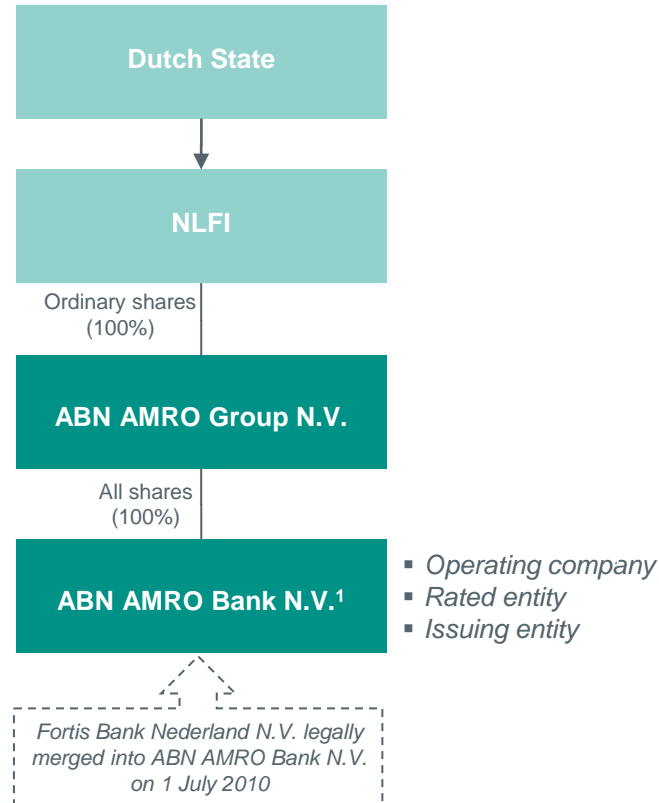 Dutch State
NLFI
Ordinary shares
(100%)
ABN AMRO Group N.V.
All shares
(100%)
ABN AMRO Bank N.V.¹
▪ Operating company
▪ Rated entity
▪ Issuing entity
Fortis Bank Nederland N.V. legally
merged into ABN AMRO Bank N.V.
on 1 July 2010